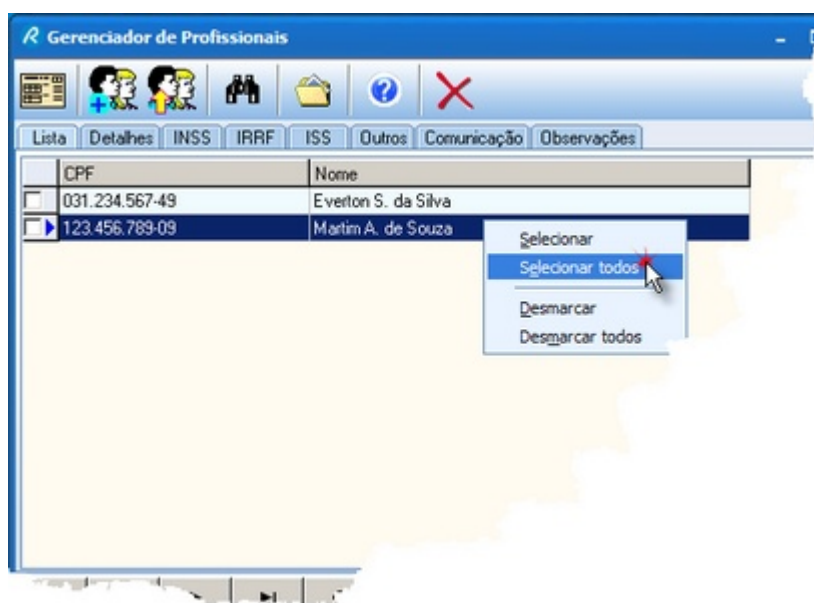 Gerenciador de Profissionais
Lista Detalhes INSS IRRF ISS Outros Comunicação Observações
CPF Nome
031.234.567-49 Everton S. da Silva
123.456.789-09 Martim A. de Souza
Selecionar
Selecionar todos
Desmarcar
Desmarcar todos